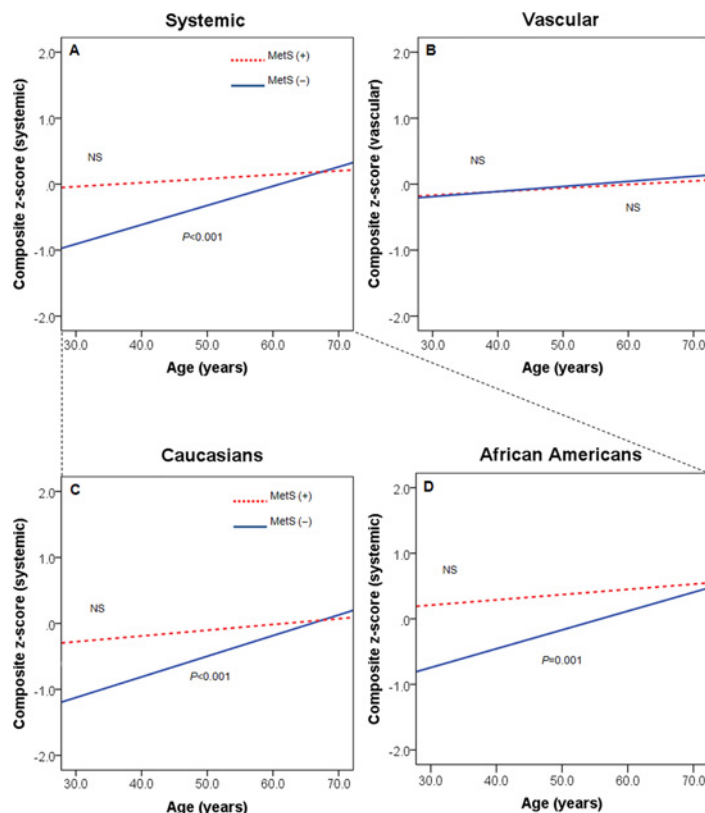 Systemic
A
MetS (+)
MetS (–)
NS
P<0.001
Composite z-score (systemic)
2.0
1.0
.0
-1.0
-2.0
30.0 40.0 50.0 60.0 70.0
Age (years)
Vascular
B
NS
NS
Composite z-score (vascular)
2.0
1.0
.0
-1.0
-2.0
30.0 40.0 50.0 60.0 70.0
Age (years)
Caucasians
C
MetS (+)
MetS (–)
NS
P<0.001
Composite z-score (systemic)
2.0
1.0
.0
-1.0
-2.0
30.0 40.0 50.0 60.0 70.0
Age (years)
African Americans
D
NS
P=0.001
Composite z-score (systemic)
2.0
1.0
.0
-1.0
-2.0
30.0 40.0 50.0 60.0 70.0
Age (years)